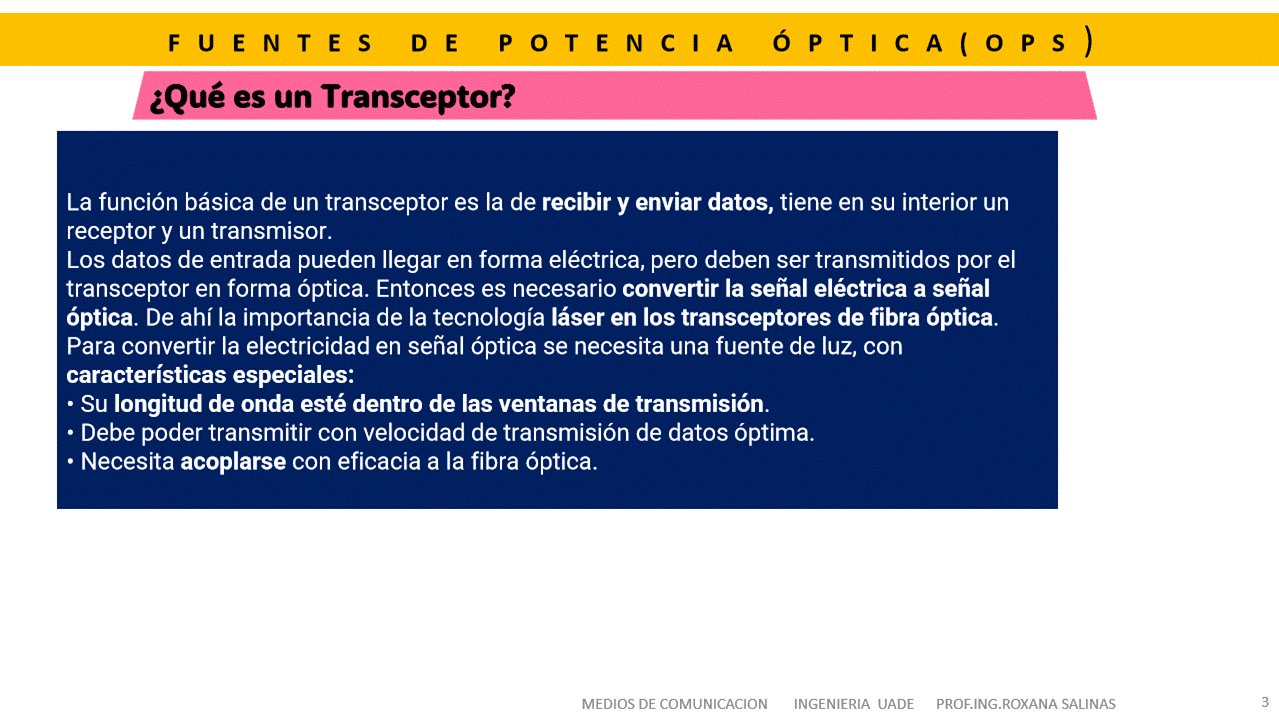 FUENTES DE POTENCIA ÓPTICA(OPS)
¿Qué es un Transceptor?
La función básica de un transceptor es la de recibir y enviar datos, tiene en su interior un
receptor y un transmisor.
Los datos de entrada pueden llegar en forma eléctrica, pero deben ser transmitidos por el
transceptor en forma óptica. Entonces es necesario convertir la señal eléctrica a señal
óptica. De ahí la importancia de la tecnología láser en los transceptores de fibra óptica.
Para convertir la electricidad en señal óptica se necesita una fuente de luz, con
características especiales:
• Su longitud de onda esté dentro de las ventanas de transmisión.
• Debe poder transmitir con velocidad de transmisión de datos óptima.
• Necesita acoplarse con eficacia a la fibra óptica.
MEDIOS DE COMUNICACION INGENIERIA UADE PROF.ING.ROXANA SALINAS 3